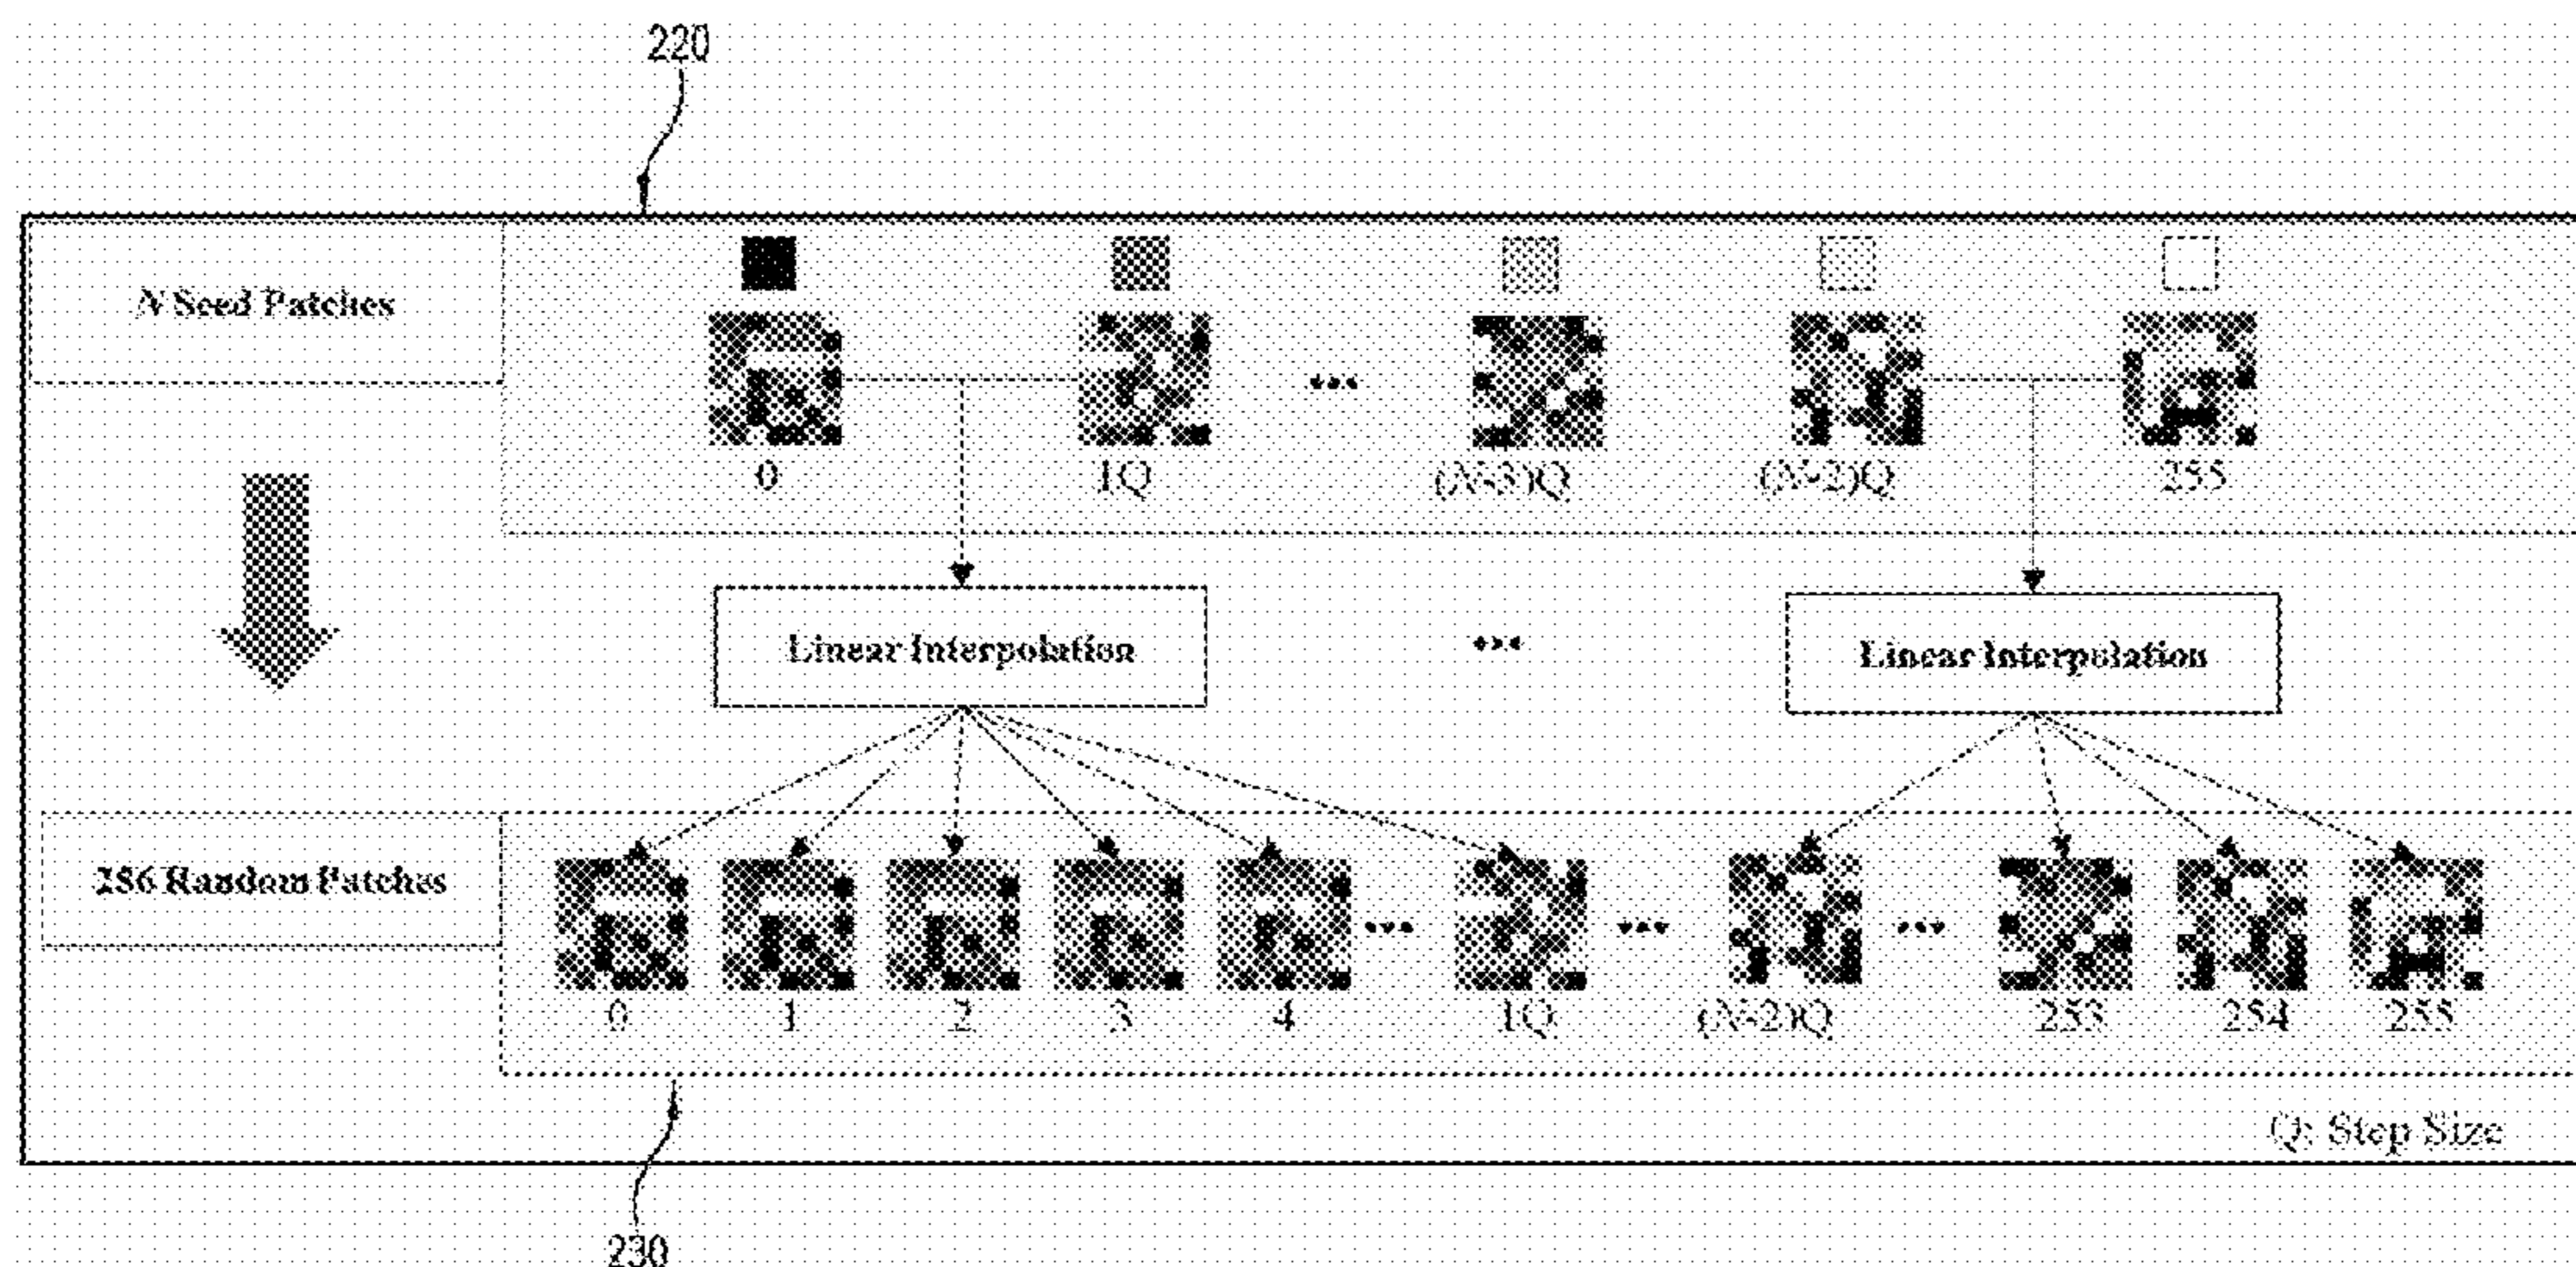 220
N Seed Patches
0 1Q ... (N-3)Q (N-2)Q 255
Linear Interpolation ... Linear Interpolation
256 Random Patches
... ... ...
0 1 2 3 4 1Q (N-2)Q 253 254 255
Q: Step Size
230